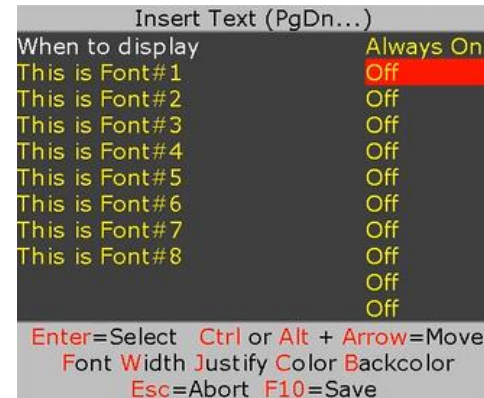 Insert Text (PgDn...)
When to display Always On
This is Font#1 Off
This is Font#2 Off
This is Font#3 Off
This is Font#4 Off
This is Font#5 Off
This is Font#6 Off
This is Font#7 Off
This is Font#8 Off
Off
Off
Enter=Select Ctrl or Alt + Arrow=Move
Font Width Justify Color Backcolor
Esc=Abort F10=Save